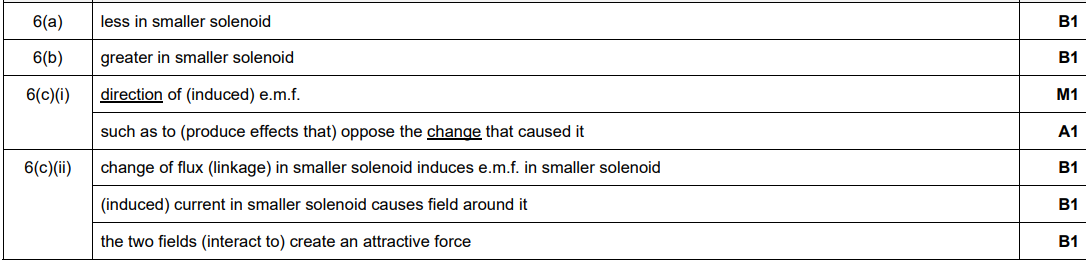 6(a) less in smaller solenoid B1
6(b) greater in smaller solenoid B1
6(c)(i) direction of (induced) e.m.f. M1
such as to (produce effects that) oppose the change that caused it A1
6(c)(ii) change of flux (linkage) in smaller solenoid induces e.m.f. in smaller solenoid B1
(induced) current in smaller solenoid causes field around it B1
the two fields (interact to) create an attractive force B1